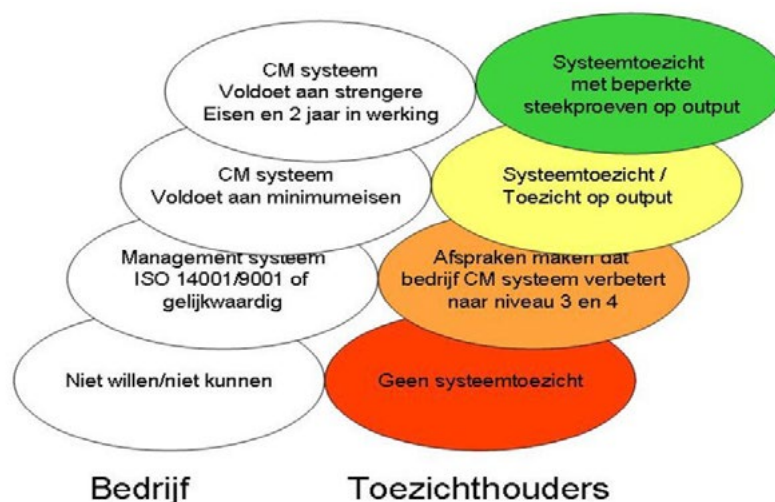 CM systeem
Voldoet aan strengere
Eisen en 2 jaar in werking
Systeemtoezicht
met beperkte
steekproeven op output
CM systeem
Voldoet aan minimumeisen
Systeemtoezicht /
Toezicht op output
Management systeem
ISO 14001/9001 of
gelijkwaardig
Afspraken maken dat
bedrijf CM systeem verbetert
naar niveau 3 en 4
Niet willen/niet kunnen
Geen systeemtoezicht
Bedrijf
Toezichthouders